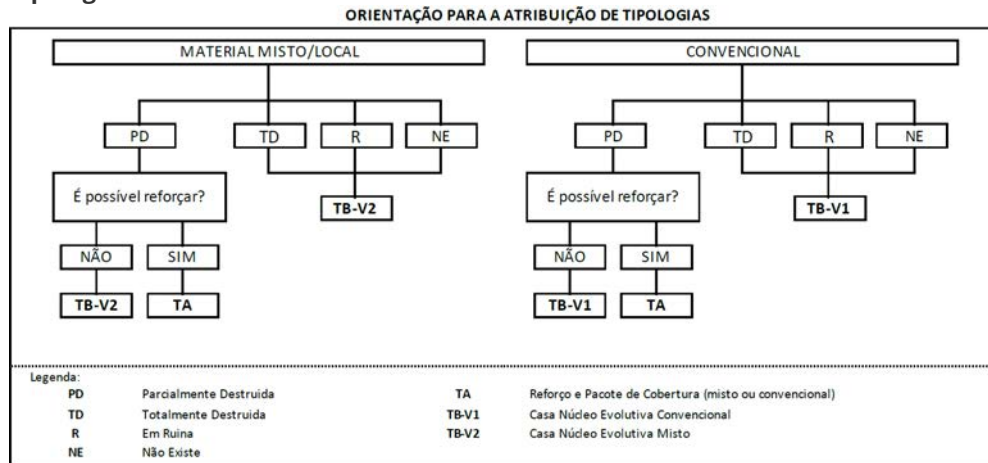 ORIENTAÇÃO PARA A ATRIBUIÇÃO DE TIPOLOGIAS
MATERIAL MISTO/LOCAL
CONVENCIONAL
PD
TD
R
NE
PD
TD
R
NE
É possível reforçar?
TB-V2
É possível reforçar?
TB-V1
NÃO
SIM
NÃO
SIM
TB-V2
TA
TB-V1
TA
Legenda:
PD Parcialmente Destruida TA Reforço e Pacote de Cobertura (misto ou convencional)
TD Totalmente Destruida TB-V1 Casa Núcleo Evolutiva Convencional
R Em Ruina TB-V2 Casa Núcleo Evolutiva Misto
NE Não Existe